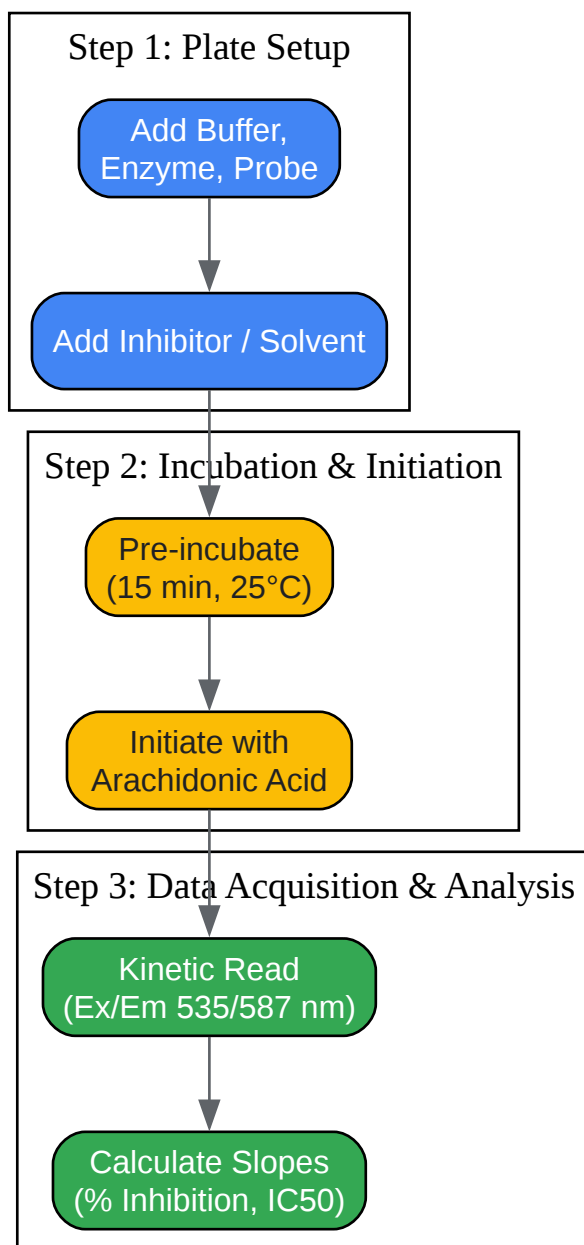 Step 1: Plate Setup
Add Buffer,
Enzyme, Probe
Add Inhibitor / Solvent
Step 2: Incubation & Initiation
Pre-incubate
(15 min, 25°C)
Initiate with
Arachidonic Acid
Step 3: Data Acquisition & Analysis
Kinetic Read
(Ex/Em 535/587 nm)
Calculate Slopes
(% Inhibition, IC50)